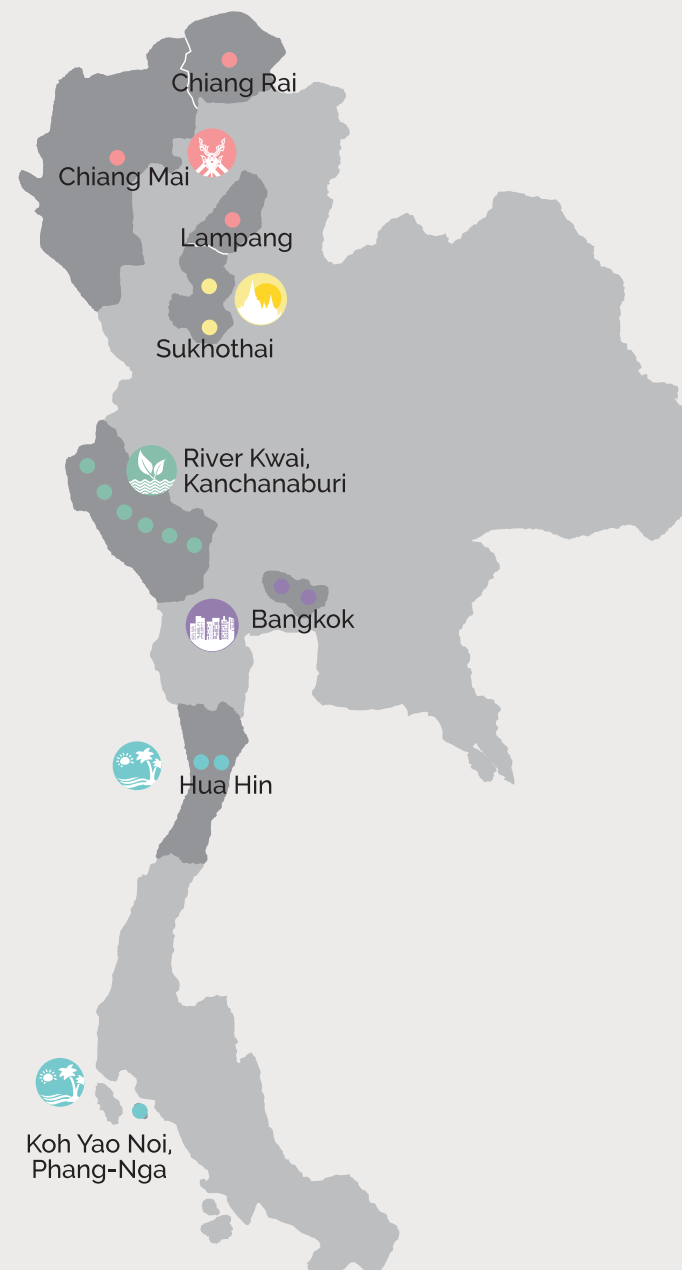 Chiang Rai
Chiang Mai
Lampang
Sukhothai
River Kwai,
Kanchanaburi
Bangkok
Hua Hin
Koh Yao Noi,
Phang-Nga